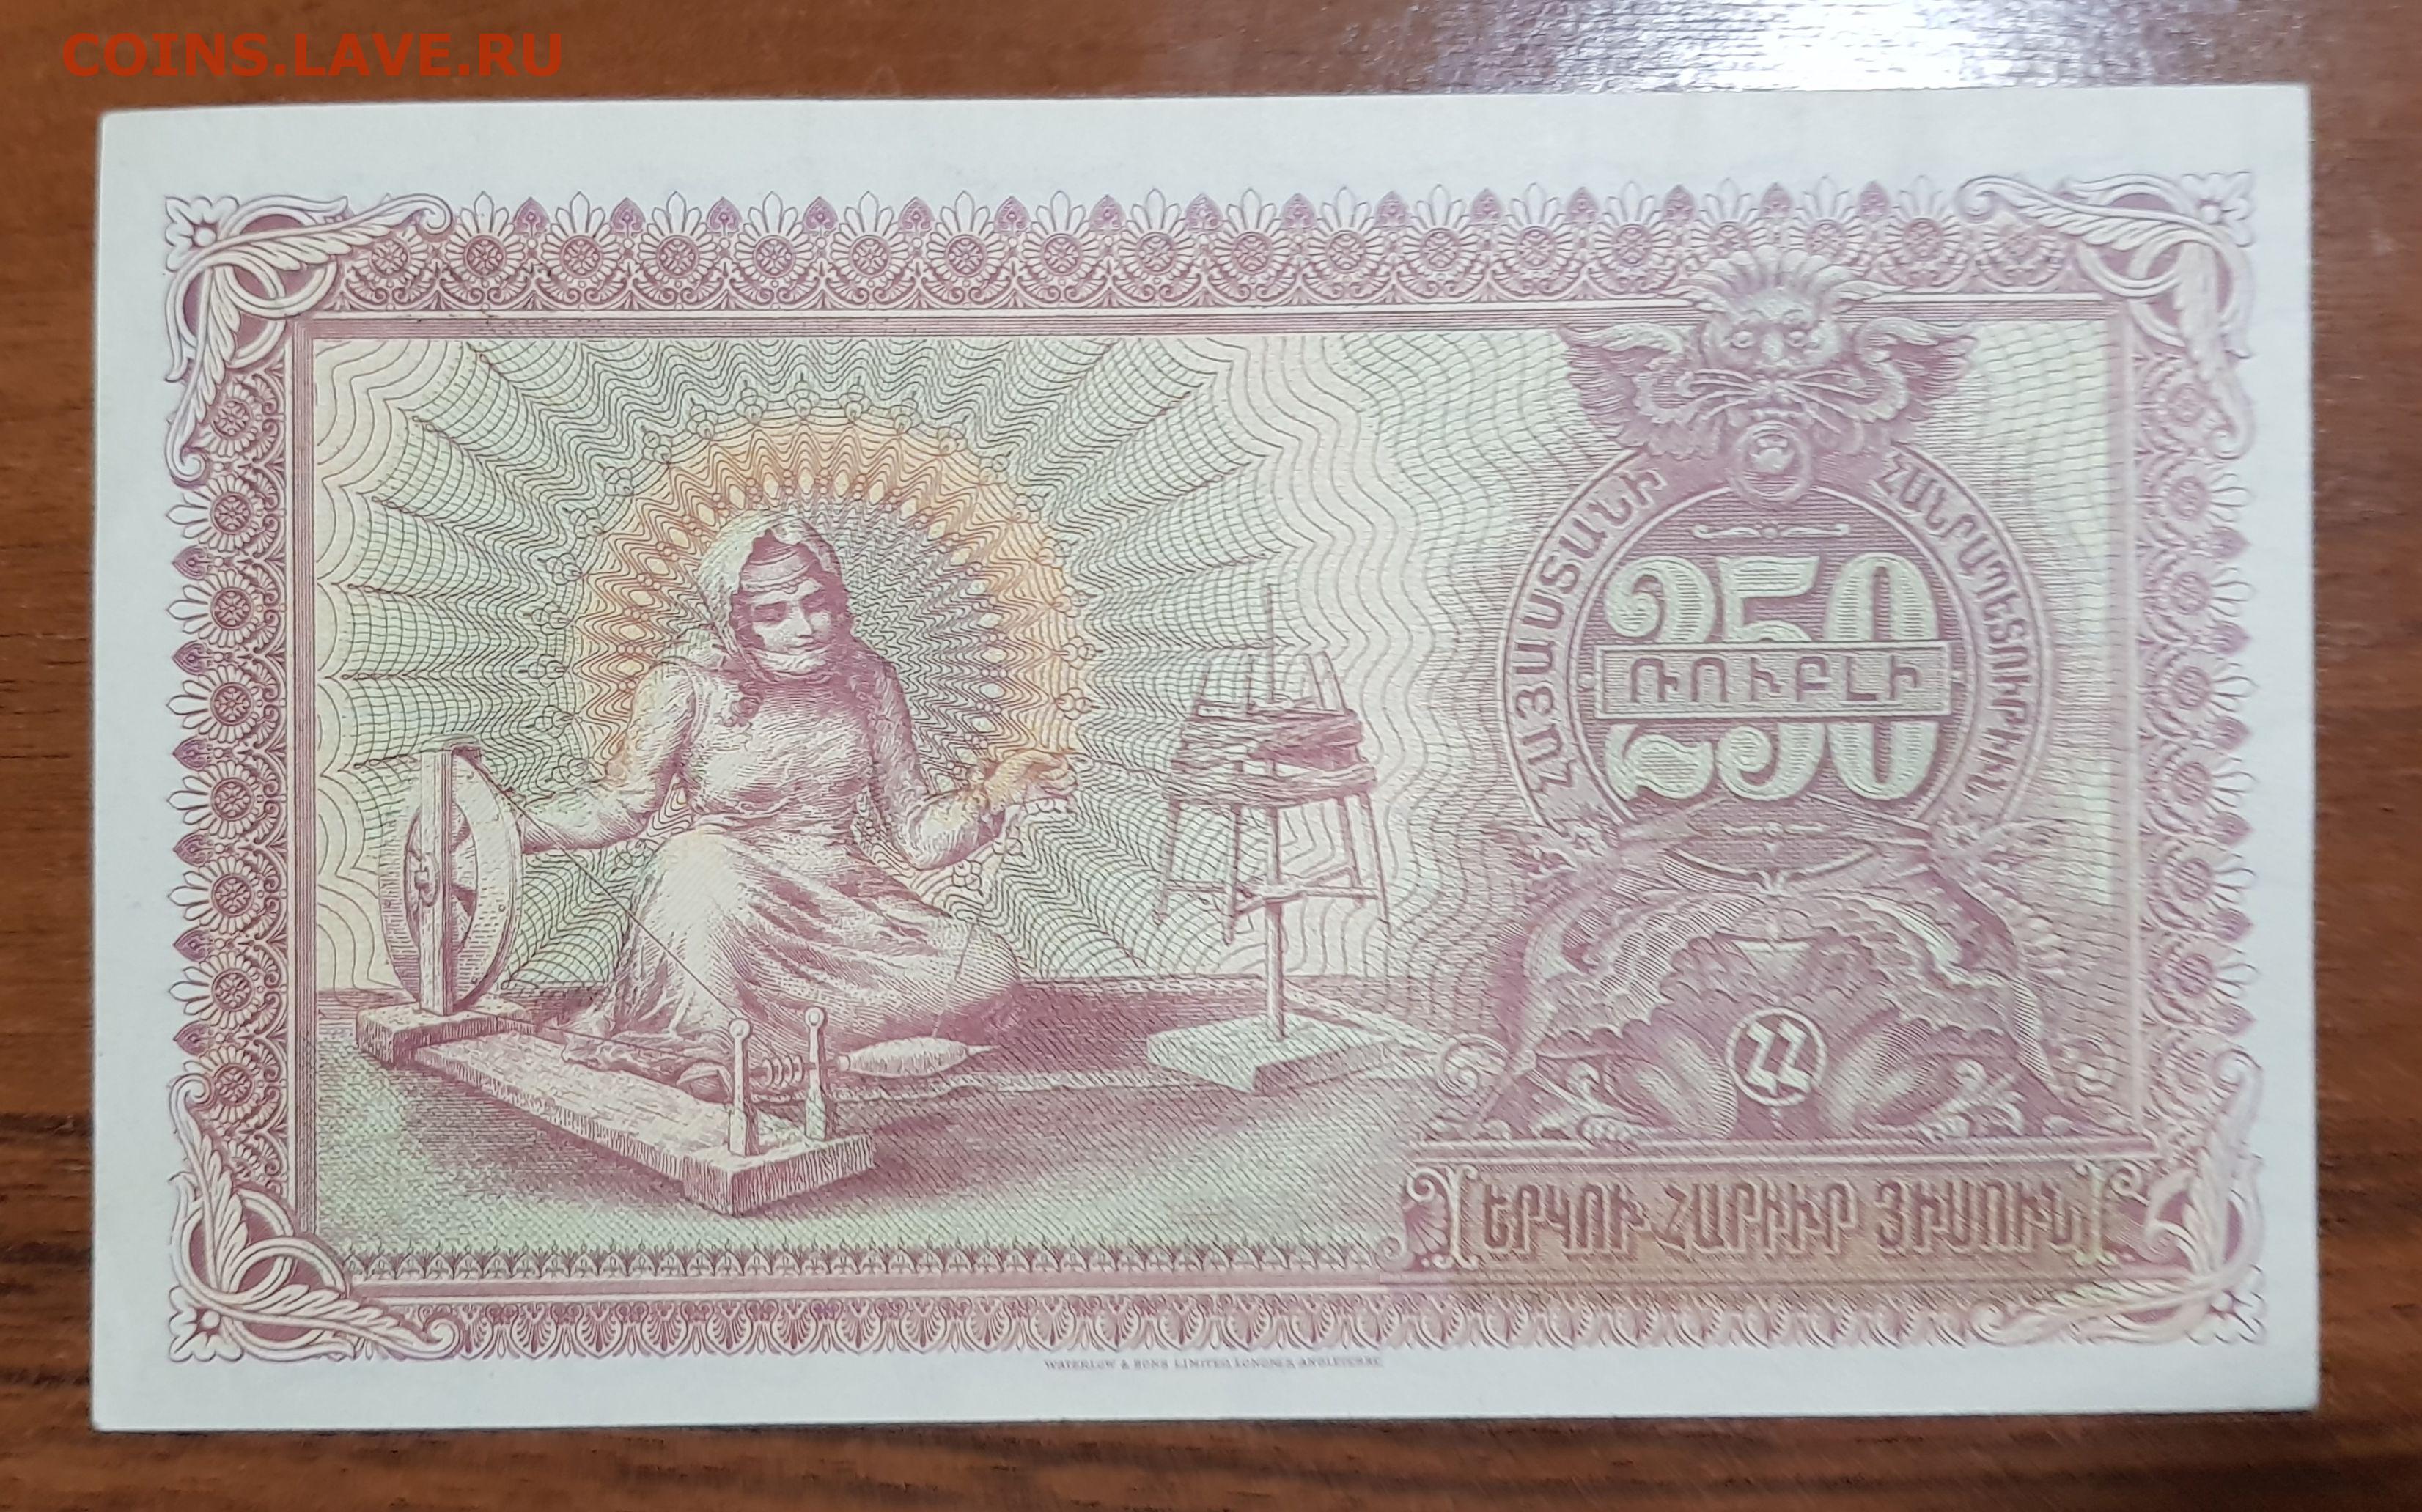 COINS.LAVE.RU
ՀԱՅԱՍՏԱՆԻ ՀԱՆՐԱՊԵՏՈՒԹԻՒՆ
250
ՌՈՒԲԼԻ
ՀՀ
ԵՐԿՈՒ ՀԱՐԻՒՐ ՅԻՍՈՒՆ
WATERLOW & SONS LIMITED, LONDRES, ANGLETERRE.